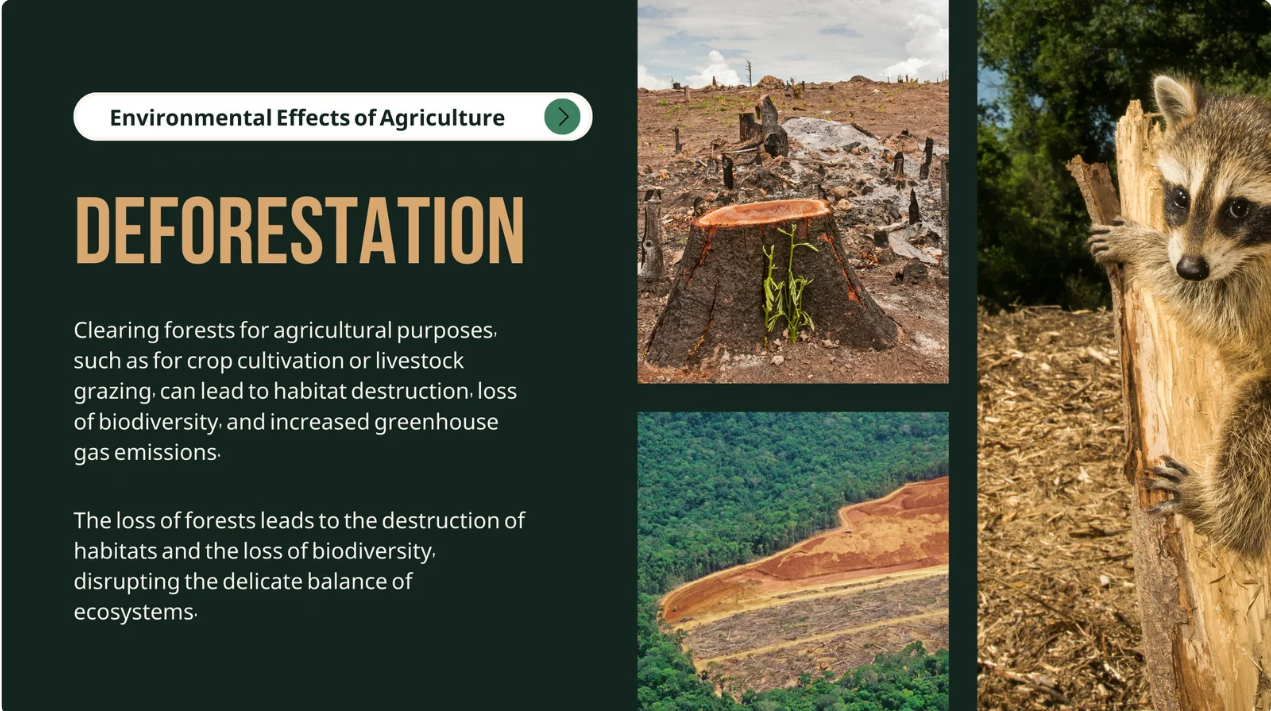 Environmental Effects of Agriculture
DEFORESTATION
Clearing forests for agricultural purposes,
such as for crop cultivation or livestock
grazing, can lead to habitat destruction, loss
of biodiversity, and increased greenhouse
gas emissions.
The loss of forests leads to the destruction of
habitats and the loss of biodiversity,
disrupting the delicate balance of
ecosystems.